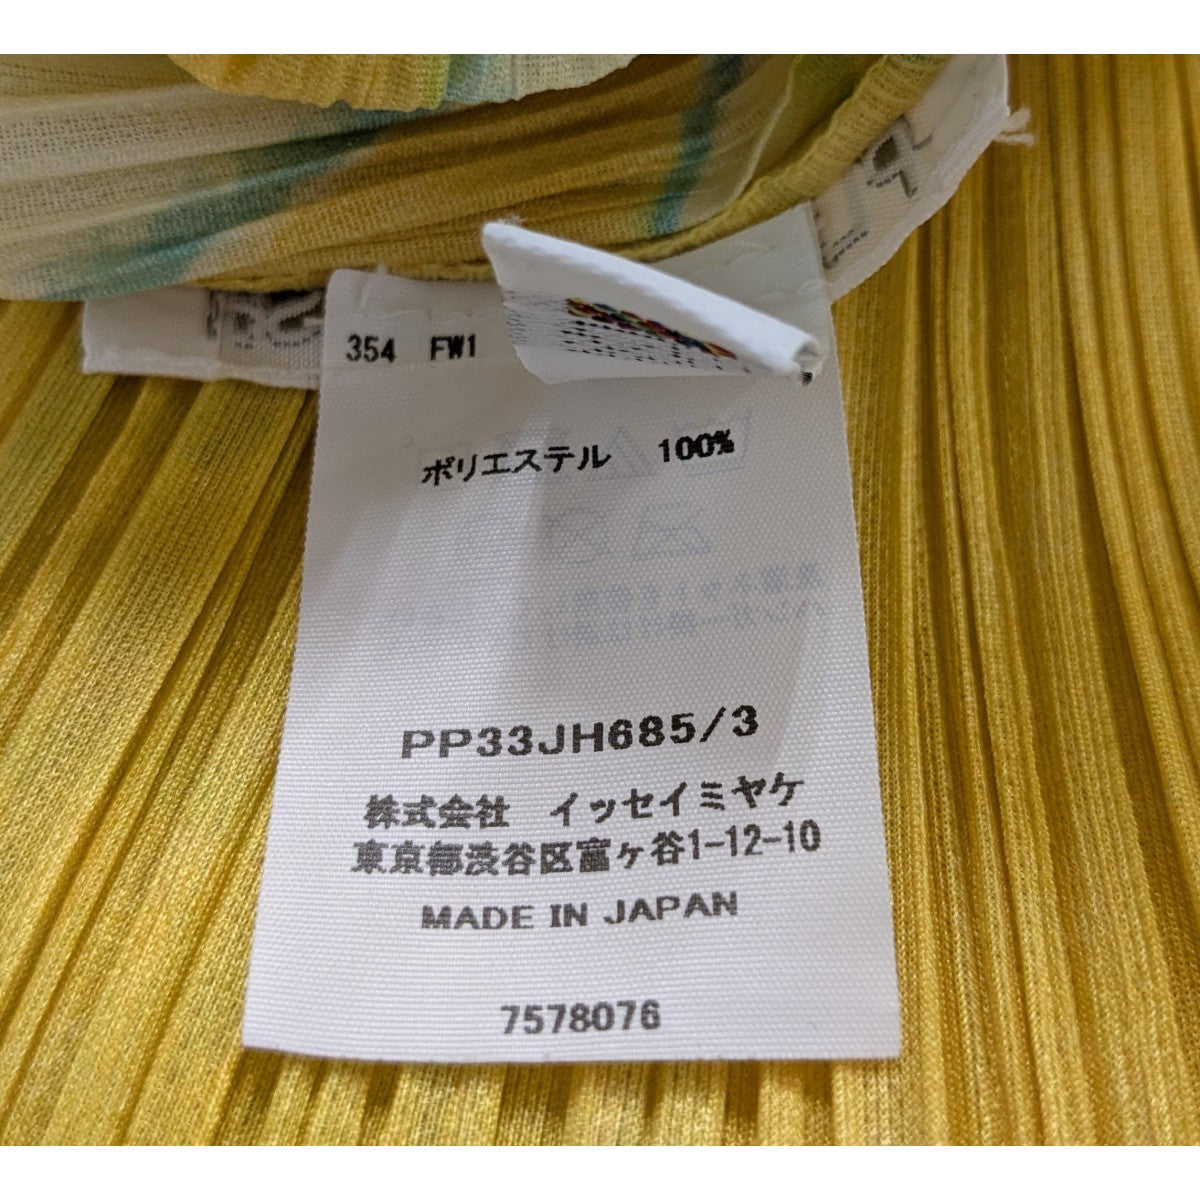 354 FW1
ポリエステル 100%
PP33JH685/3
株式会社 イッセイミヤケ
東京都渋谷区富ヶ谷1-12-10
MADE IN JAPAN
7578076